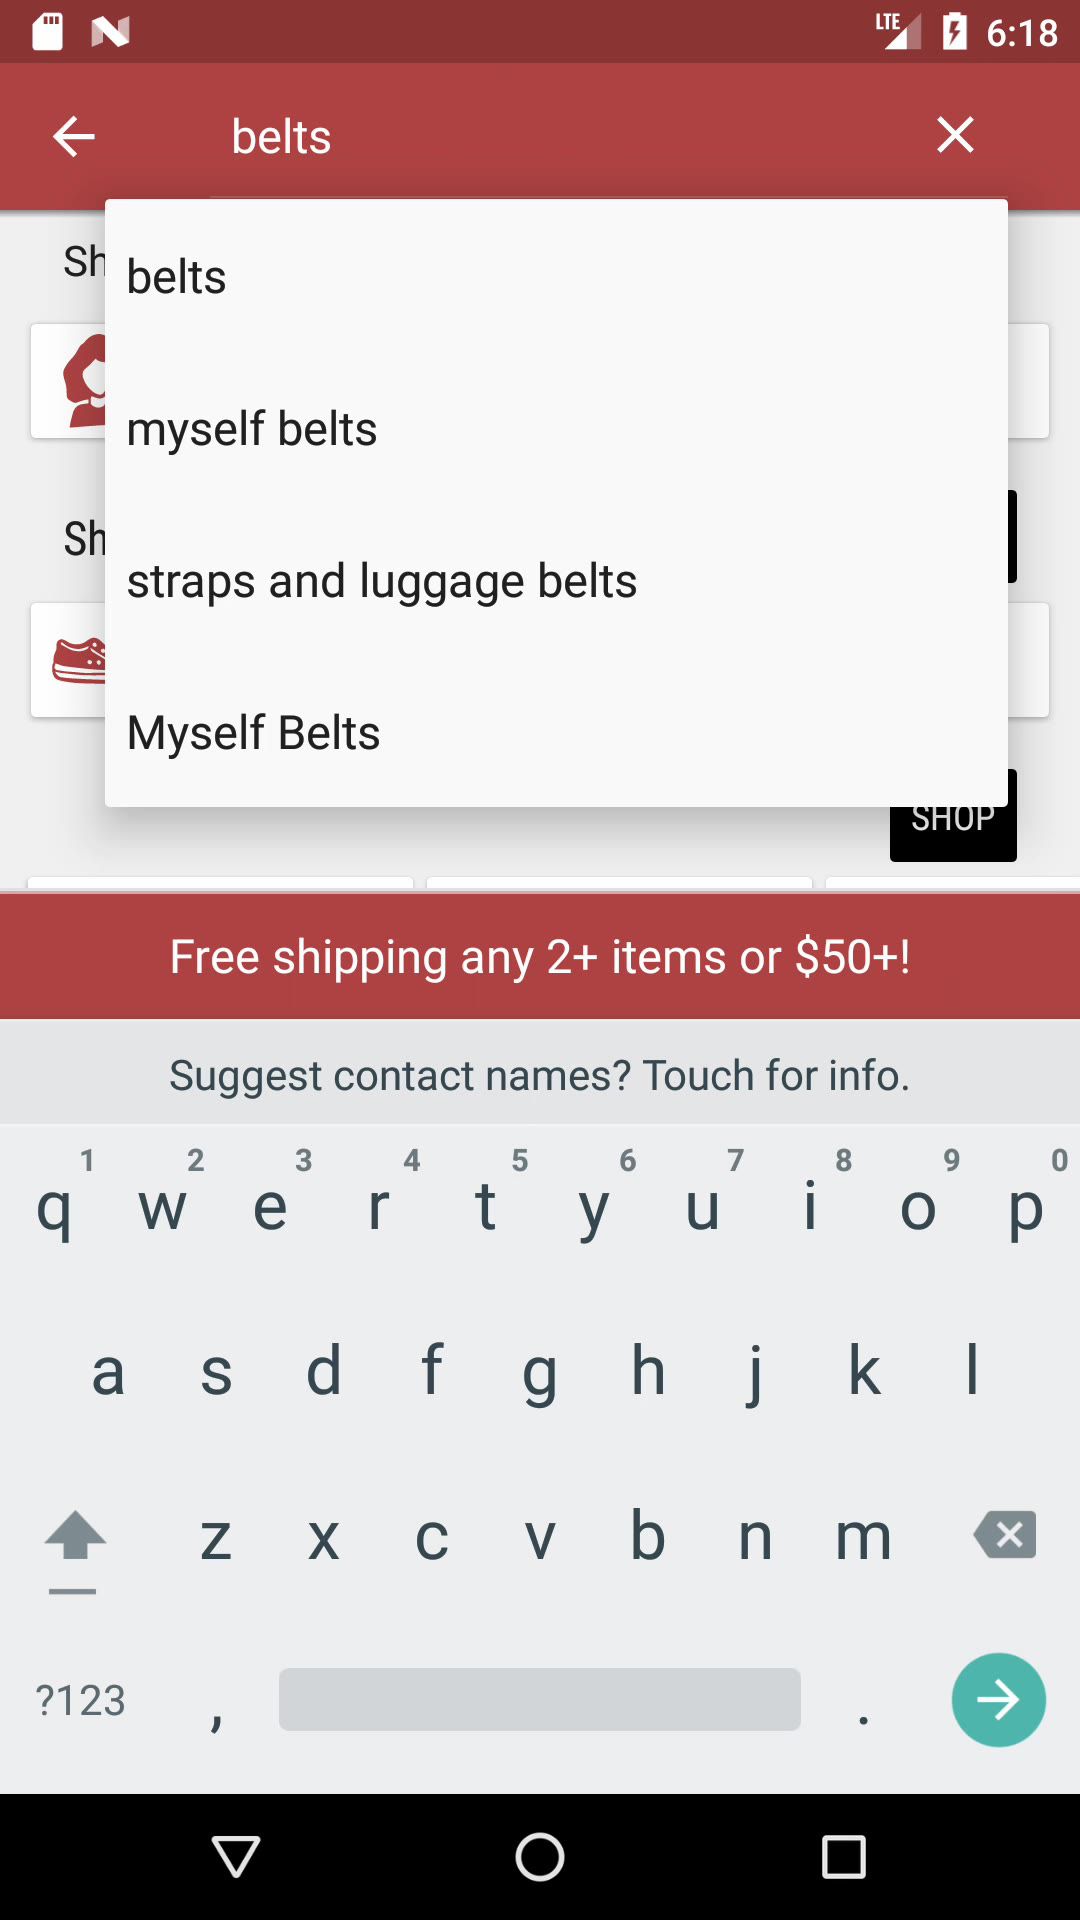 LTE 6:18
belts
Sh
belts
myself belts
Sh
straps and luggage belts
Myself Belts
SHOP
Free shipping any 2+ items or $50+!
Suggest contact names? Touch for info.
1 2 3 4 5 6 7 8 9 0
q w e r t y u i o p
a s d f g h j k l
z x c v b n m
?123 , .